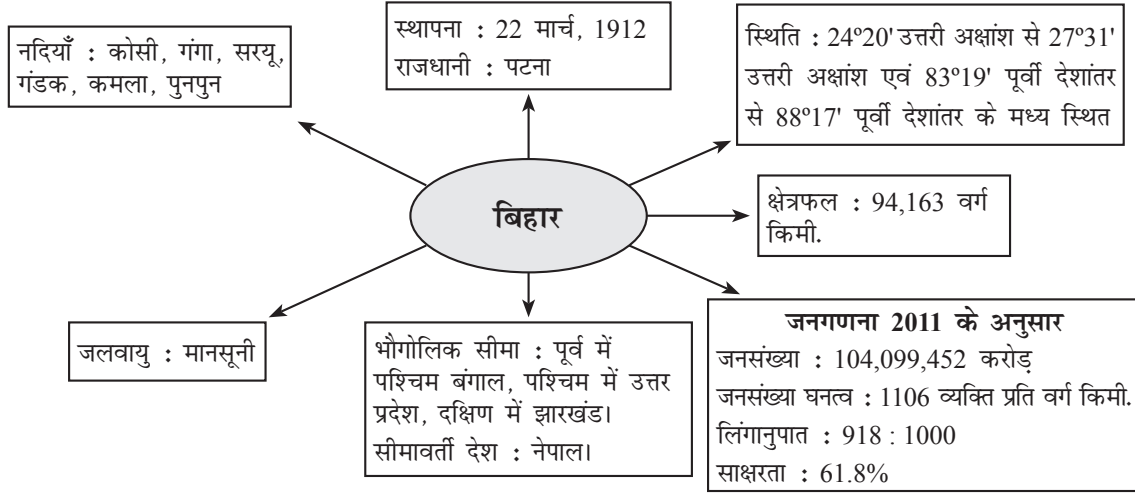 नदियाँ : कोसी, गंगा, सरयू,
गंडक, कमला, पुनपुन
स्थापना : 22 मार्च, 1912
राजधानी : पटना
स्थिति : 24º20' उत्तरी अक्षांश से 27º31'
उत्तरी अक्षांश एवं 83º19' पूर्वी देशांतर
से 88º17' पूर्वी देशांतर के मध्य स्थित
बिहार
क्षेत्रफल : 94,163 वर्ग
किमी.
जलवायु : मानसूनी
भौगोलिक सीमा : पूर्व में
पश्चिम बंगाल, पश्चिम में उत्तर
प्रदेश, दक्षिण में झारखंड।
सीमावर्ती देश : नेपाल।
जनगणना 2011 के अनुसार
जनसंख्या : 104,099,452 करोड़
जनसंख्या घनत्व : 1106 व्यक्ति प्रति वर्ग किमी.
लिंगानुपात : 918 : 1000
साक्षरता : 61.8%